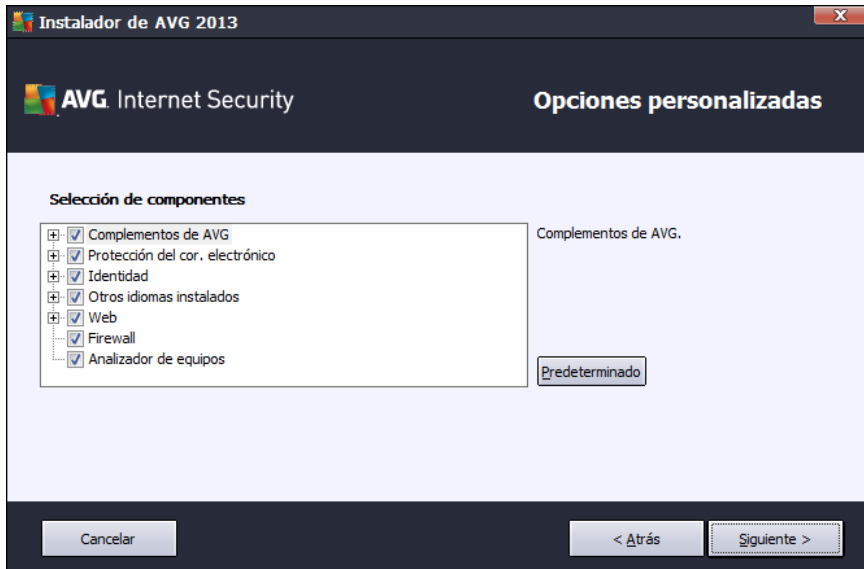 Instalador de AVG 2013
X
AVG. Internet Security
Opciones personalizadas
Selección de componentes
Complementos de AVG
Protección del cor. electrónico
Identidad
Otros idiomas instalados
Web
Firewall
Analizador de equipos
Complementos de AVG.
Predeterminado
Cancelar
< Atrás
Siguiente >